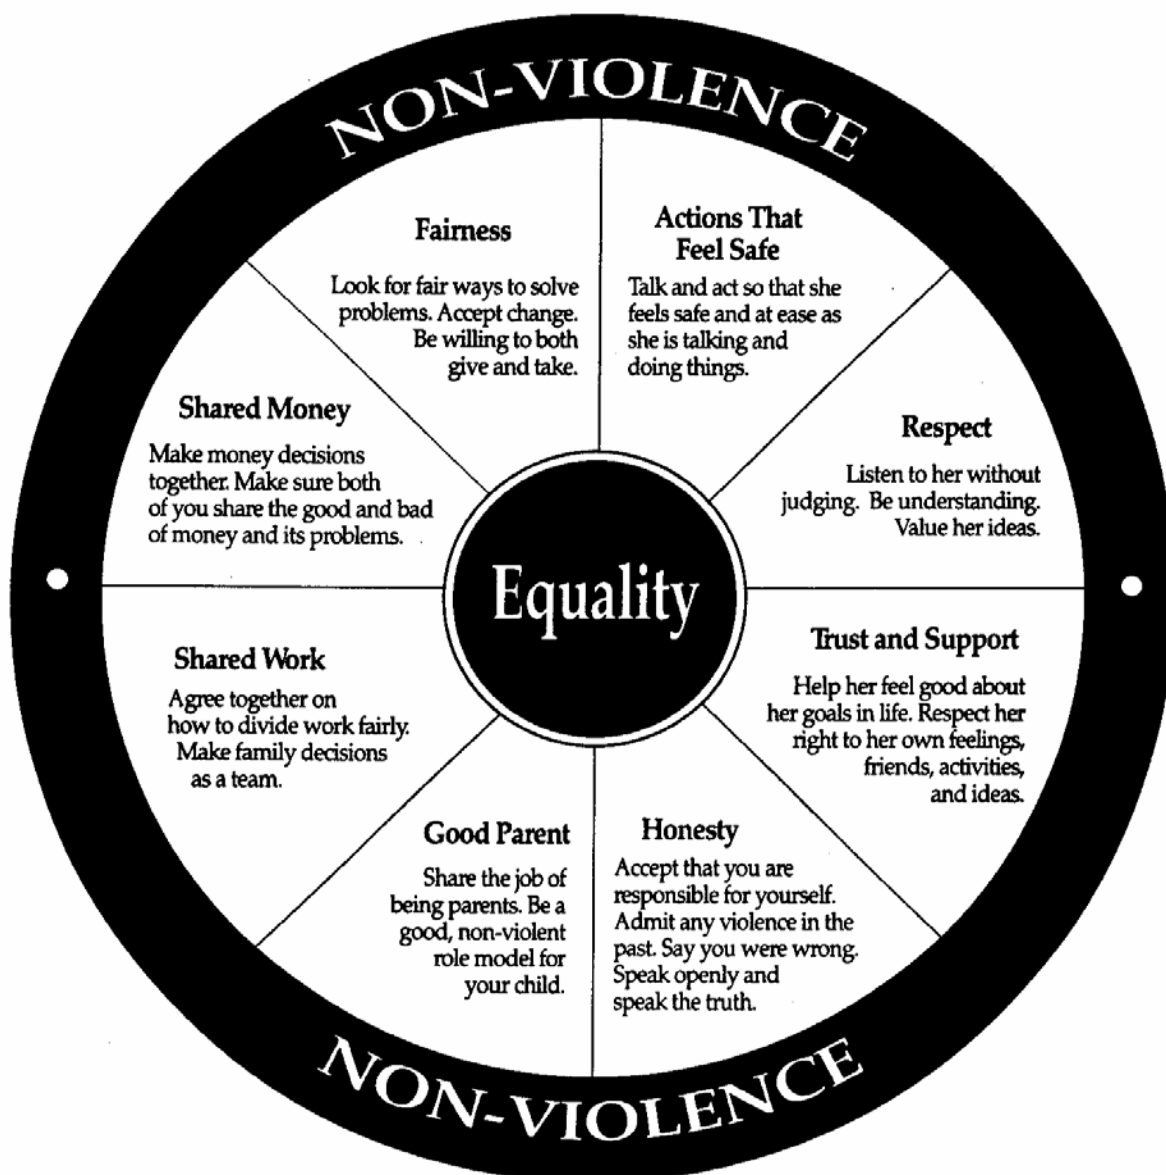 NON-VIOLENCE
Fairness
Look for fair ways to solve
problems. Accept change.
Be willing to both
give and take.
Actions That
Feel Safe
Talk and act so that she
feels safe and at ease as
she is talking and
doing things.
Respect
Listen to her without
judging. Be understanding.
Value her ideas.
Trust and Support
Help her feel good about
her goals in life. Respect her
right to her own feelings,
friends, activities,
and ideas.
Honesty
Accept that you are
responsible for yourself.
Admit any violence in the
past. Say you were wrong.
Speak openly and
speak the truth.
Good Parent
Share the job of
being parents. Be a
good, non-violent
role model for
your child.
Shared Work
Agree together on
how to divide work fairly.
Make family decisions
as a team.
Shared Money
Make money decisions
together. Make sure both
of you share the good and bad
of money and its problems.
Equality
NON-VIOLENCE